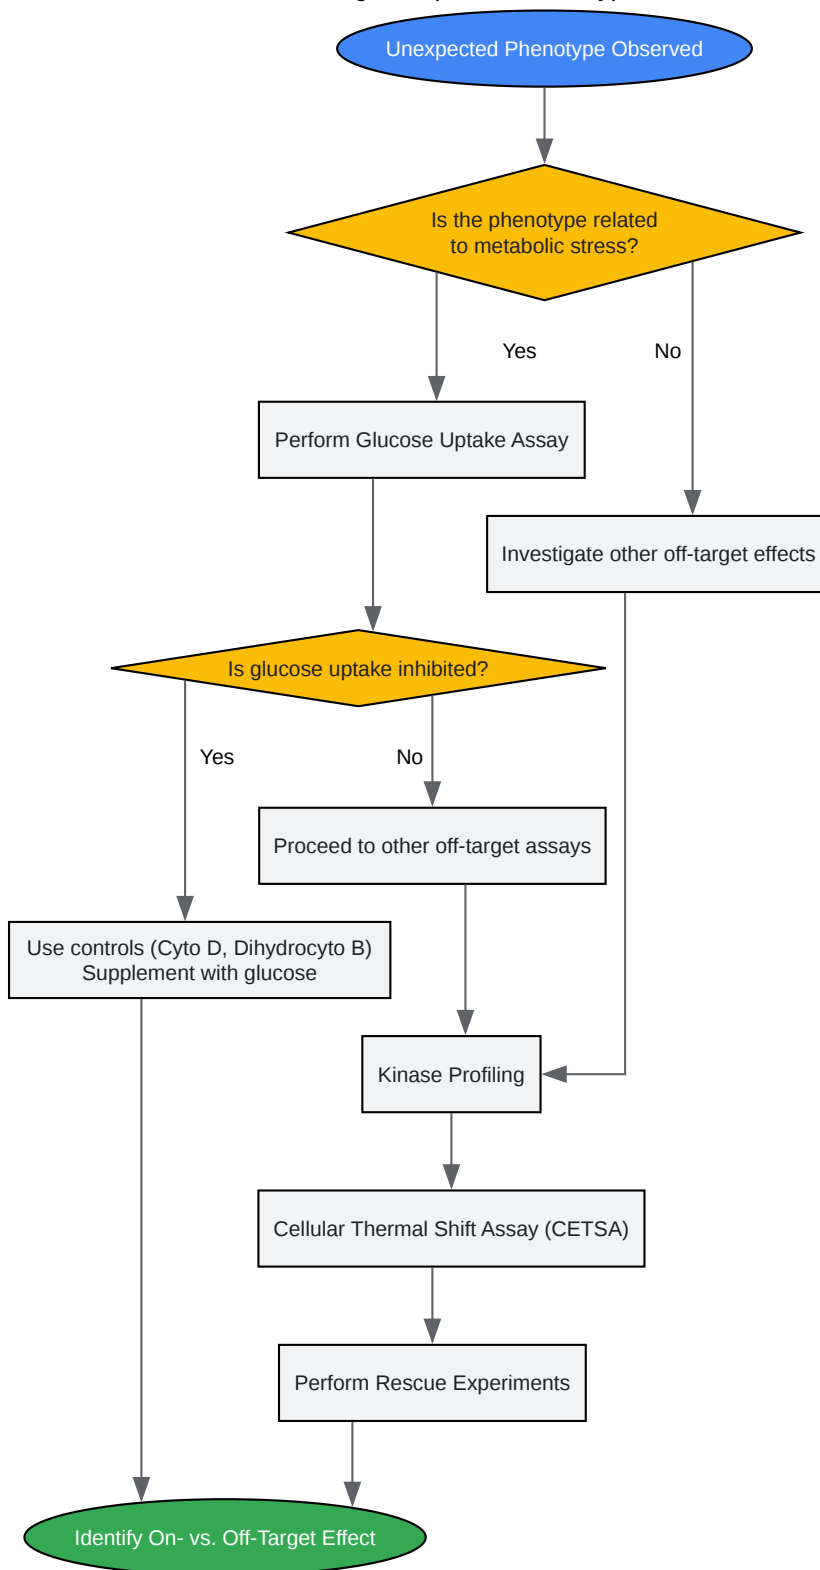 Unexpected Phenotype Observed
Is the phenotype related
to metabolic stress?
Yes
No
Perform Glucose Uptake Assay
Investigate other off-target effects
Is glucose uptake inhibited?
Yes
No
Proceed to other off-target assays
Use controls (Cyto D, Dihydrocyto B)
Supplement with glucose
Kinase Profiling
Cellular Thermal Shift Assay (CETSA)
Perform Rescue Experiments
Identify On- vs. Off-Target Effect